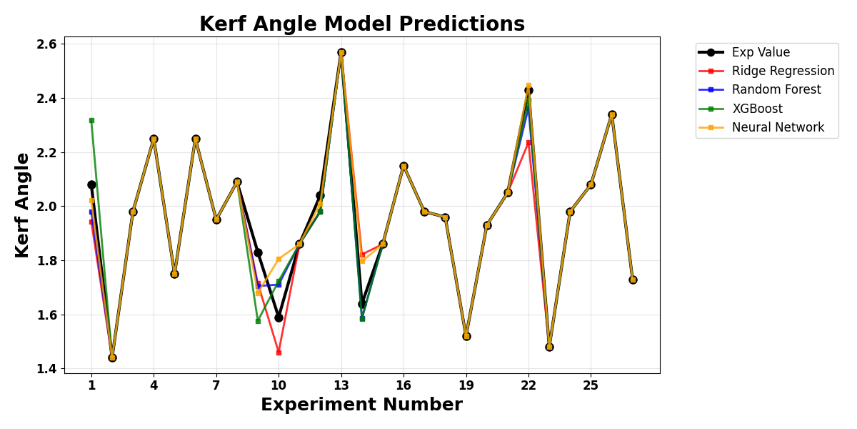 Kerf Angle Model Predictions
Kerf Angle
2.6
2.4
2.2
2.0
1.8
1.6
1.4
1 4 7 10 13 16 19 22 25
Experiment Number
Exp Value
Ridge Regression
Random Forest
XGBoost
Neural Network